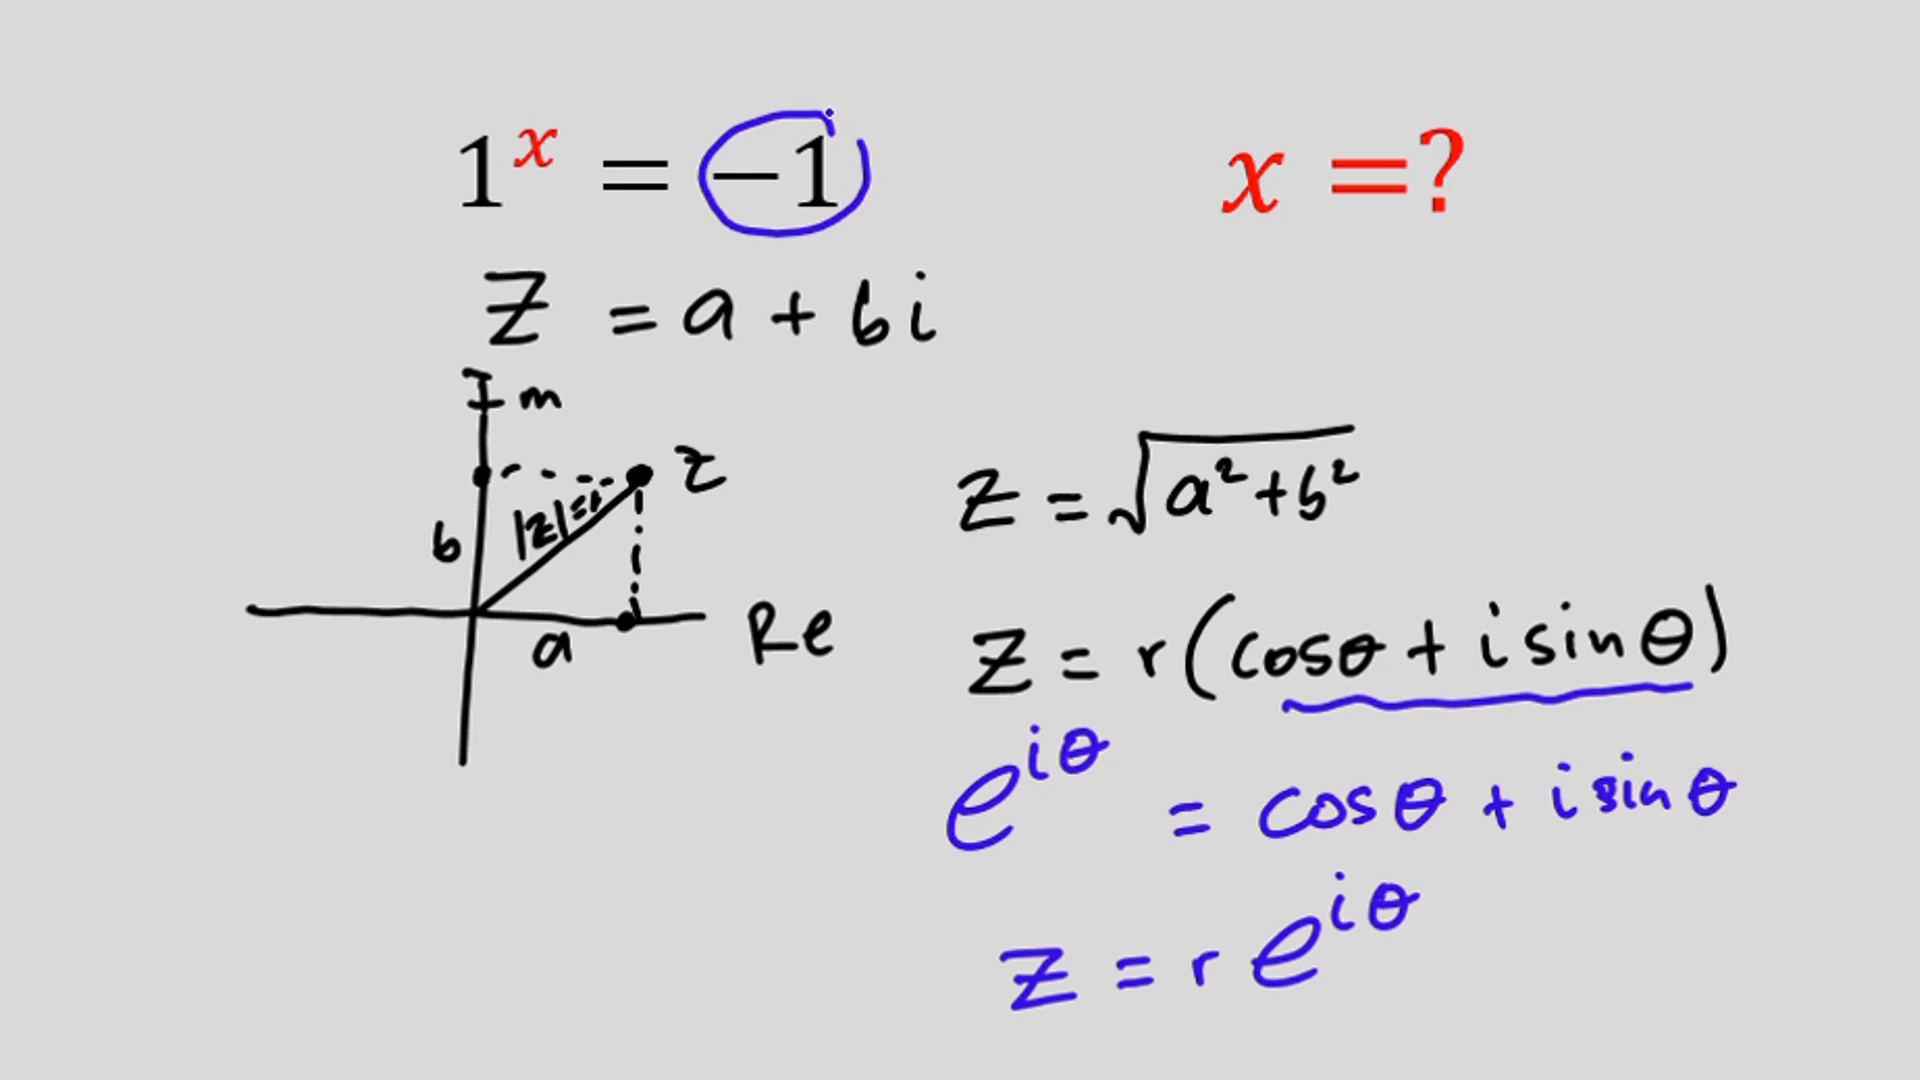 1^x = -1
x = ?
Z = a + bi
Im
z
|z|=r
b
a
Re
Z = √(a²+b²)
Z = r(cosθ + i sinθ)
e^{iθ} = cosθ + i sinθ
Z = r e^{iθ}